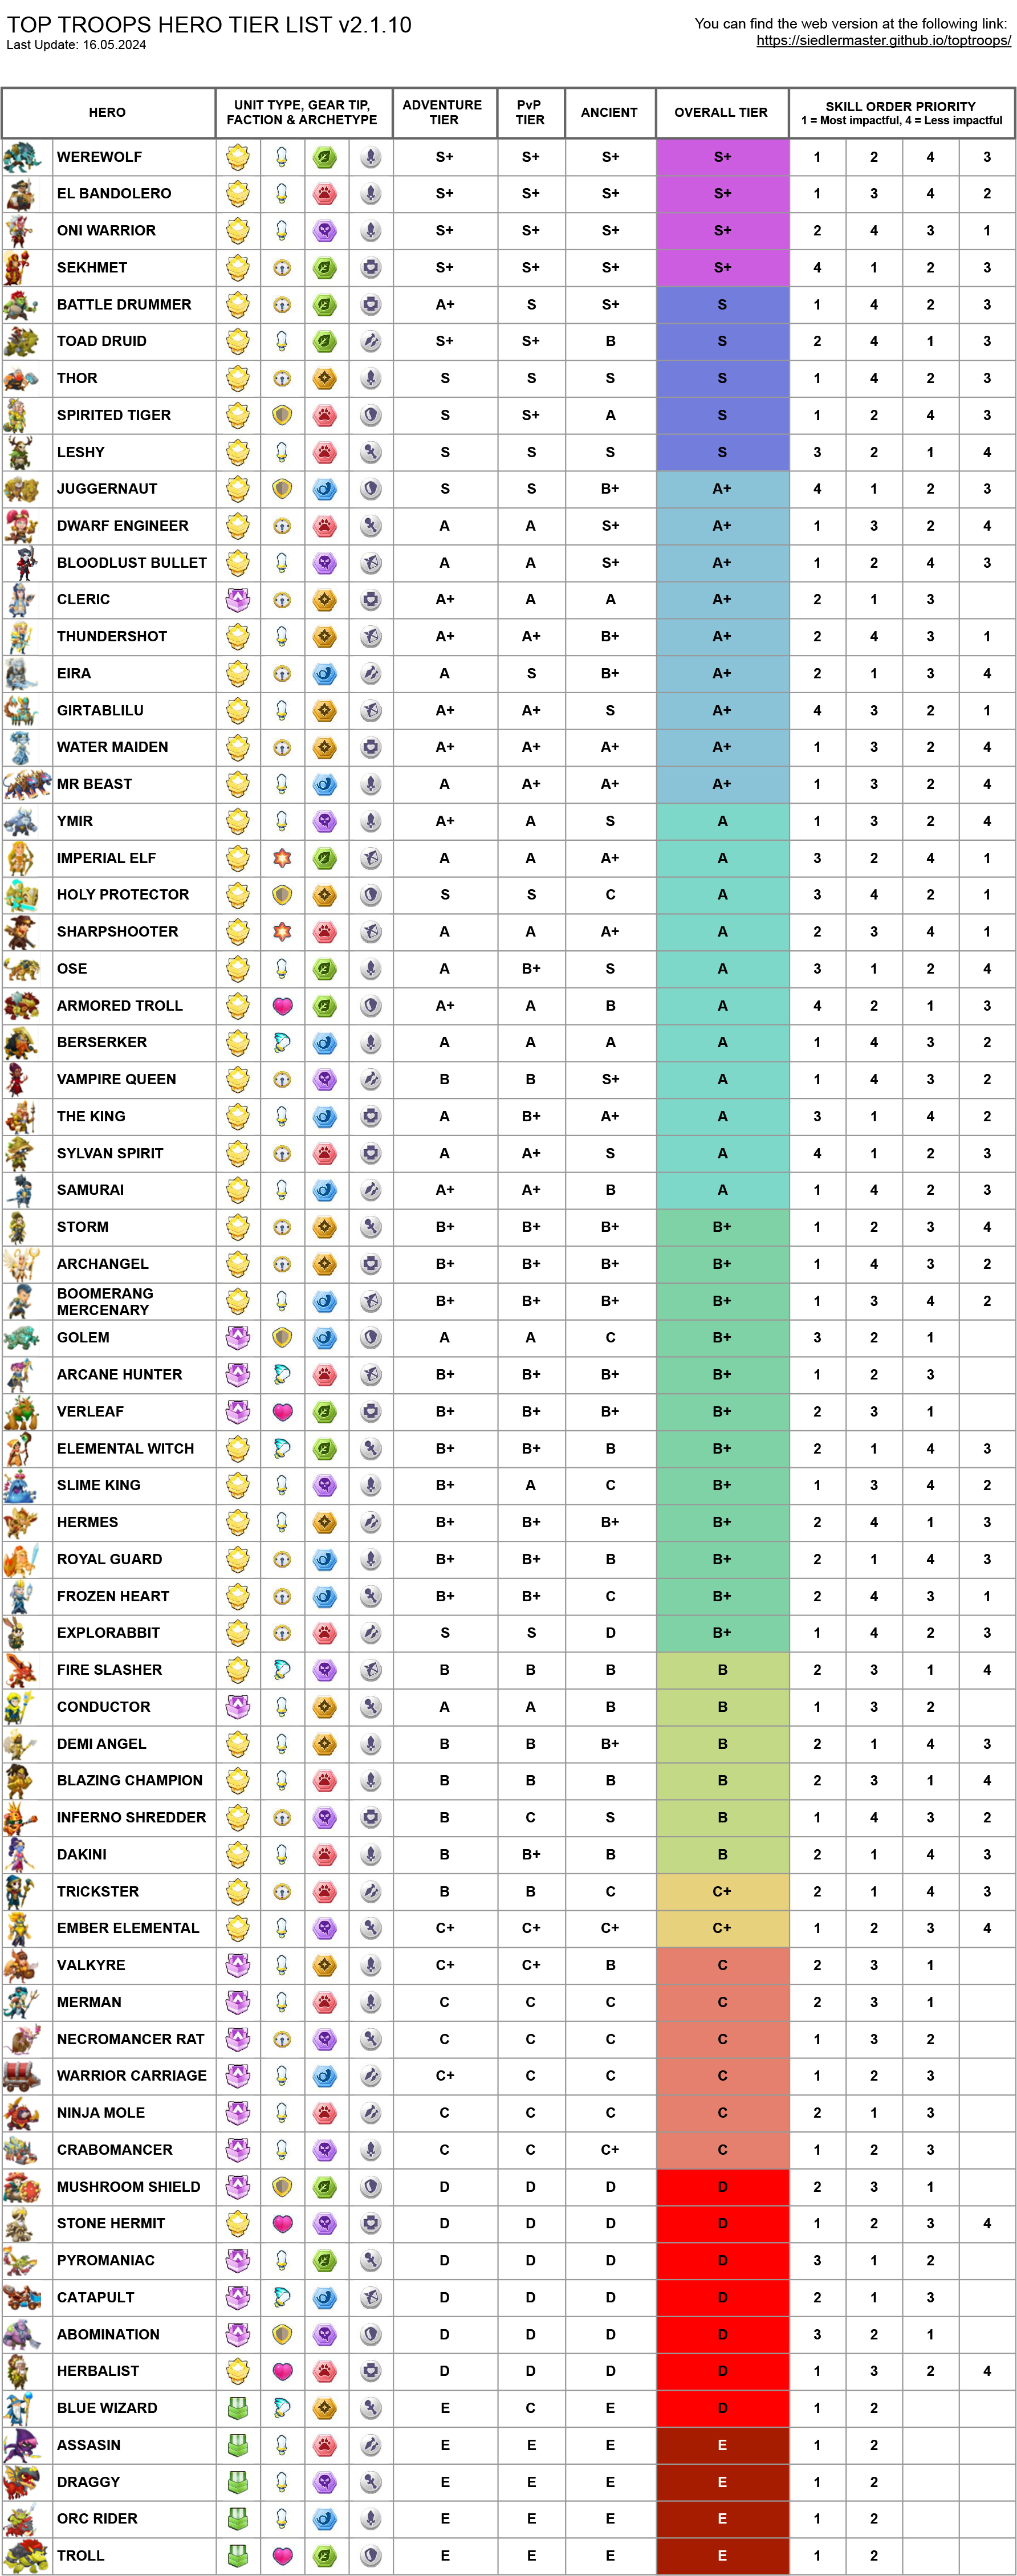 TOP TROOPS HERO TIER LIST v2.1.10
Last Update: 16.05.2024
You can find the web version at the following link:
https://siedlermaster.github.io/toptroops/
HERO UNIT TYPE, GEAR TIP, FACTION & ARCHETYPE ADVENTURE TIER PvP TIER ANCIENT OVERALL TIER SKILL ORDER PRIORITY
1 = Most impactful, 4 = Less impactful
WEREWOLF S+ S+ S+ S+ 1 2 4 3
EL BANDOLERO S+ S+ S+ S+ 1 3 4 2
ONI WARRIOR S+ S+ S+ S+ 2 4 3 1
SEKHMET S+ S+ S+ S+ 4 1 2 3
BATTLE DRUMMER A+ S S+ S 1 4 2 3
TOAD DRUID S+ S+ B S 2 4 1 3
THOR S S S S 1 4 2 3
SPIRITED TIGER S S+ A S 1 2 4 3
LESHY S S S S 3 2 1 4
JUGGERNAUT S S B+ A+ 4 1 2 3
DWARF ENGINEER A A S+ A+ 1 3 2 4
BLOODLUST BULLET A A S+ A+ 1 2 4 3
CLERIC A+ A A A+ 2 1 3
THUNDERSHOT A+ A+ B+ A+ 2 4 3 1
EIRA A S B+ A+ 2 1 3 4
GIRTABLILU A+ A+ S A+ 4 3 2 1
WATER MAIDEN A+ A+ A+ A+ 1 3 2 4
MR BEAST A A+ A+ A+ 1 3 2 4
YMIR A+ A S A 1 3 2 4
IMPERIAL ELF A A A+ A 3 2 4 1
HOLY PROTECTOR S S C A 3 4 2 1
SHARPSHOOTER A A A+ A 2 3 4 1
OSE A B+ S A 3 1 2 4
ARMORED TROLL A+ A B A 4 2 1 3
BERSERKER A A A A 1 4 3 2
VAMPIRE QUEEN B B S+ A 1 4 3 2
THE KING A B+ A+ A 3 1 4 2
SYLVAN SPIRIT A A+ S A 4 1 2 3
SAMURAI A+ A+ B A 1 4 2 3
STORM B+ B+ B+ B+ 1 2 3 4
ARCHANGEL B+ B+ B+ B+ 1 4 3 2
BOOMERANG MERCENARY B+ B+ B+ B+ 1 3 4 2
GOLEM A A C B+ 3 2 1
ARCANE HUNTER B+ B+ B+ B+ 1 2 3
VERLEAF B+ B+ B+ B+ 2 3 1
ELEMENTAL WITCH B+ B+ B B+ 2 1 4 3
SLIME KING B+ A C B+ 1 3 4 2
HERMES B+ B+ B+ B+ 2 4 1 3
ROYAL GUARD B+ B+ B B+ 2 1 4 3
FROZEN HEART B+ B+ C B+ 2 4 3 1
EXPLORABBIT S S D B+ 1 4 2 3
FIRE SLASHER B B B B 2 3 1 4
CONDUCTOR A A B B 1 3 2
DEMI ANGEL B B B+ B 2 1 4 3
BLAZING CHAMPION B B B B 2 3 1 4
INFERNO SHREDDER B C S B 1 4 3 2
DAKINI B B+ B B 2 1 4 3
TRICKSTER B B C C+ 2 1 4 3
EMBER ELEMENTAL C+ C+ C+ C+ 1 2 3 4
VALKYRE C+ C+ B C 2 3 1
MERMAN C C C C 2 3 1
NECROMANCER RAT C C C C 1 3 2
WARRIOR CARRIAGE C+ C C C 1 2 3
NINJA MOLE C C C C 2 1 3
CRABOMANCER C C C+ C 1 2 3
MUSHROOM SHIELD D D D D 2 3 1
STONE HERMIT D D D D 1 2 3 4
PYROMANIAC D D D D 3 1 2
CATAPULT D D D D 2 1 3
ABOMINATION D D D D 3 2 1
HERBALIST D D D D 1 3 2 4
BLUE WIZARD E C E D 1 2
ASSASIN E E E E 1 2
DRAGGY E E E E 1 2
ORC RIDER E E E E 1 2
TROLL E E E E 1 2